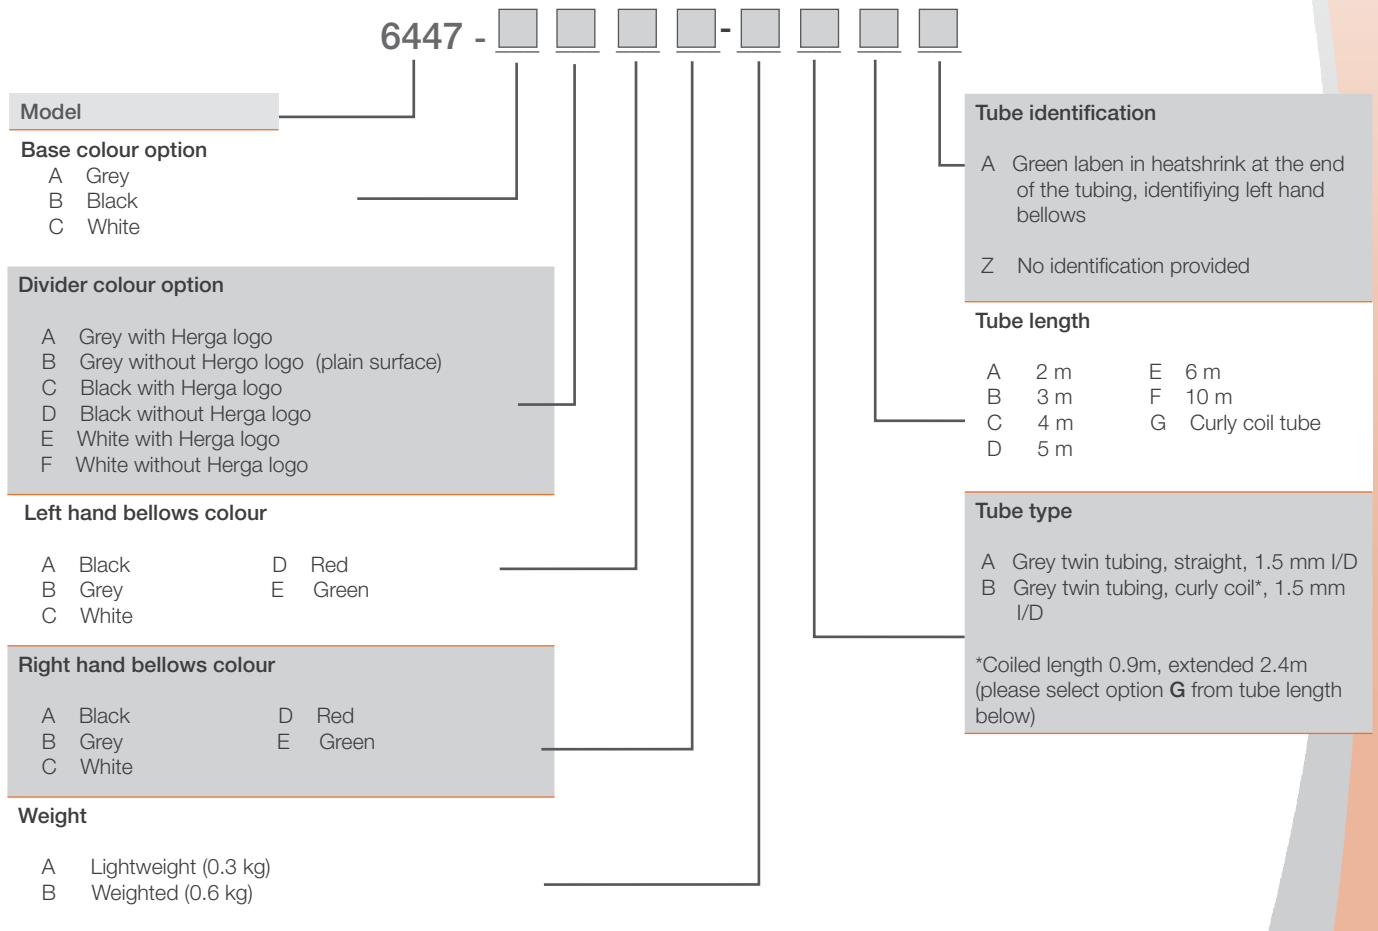 6447 - -
Model
Base colour option
A Grey
B Black
C White
Divider colour option
A Grey with Herga logo
B Grey without Hergo logo (plain surface)
C Black with Herga logo
D Black without Herga logo
E White with Herga logo
F White without Herga logo
Left hand bellows colour
A Black D Red
B Grey E Green
C White
Right hand bellows colour
A Black D Red
B Grey E Green
C White
Weight
A Lightweight (0.3 kg)
B Weighted (0.6 kg)
Tube identification
A Green laben in heatshrink at the end
of the tubing, identifiying left hand
bellows
Z No identification provided
Tube length
A 2 m E 6 m
B 3 m F 10 m
C 4 m G Curly coil tube
D 5 m
Tube type
A Grey twin tubing, straight, 1.5 mm I/D
B Grey twin tubing, curly coil*, 1.5 mm
I/D
*Coiled length 0.9m, extended 2.4m
(please select option G from tube length
below)